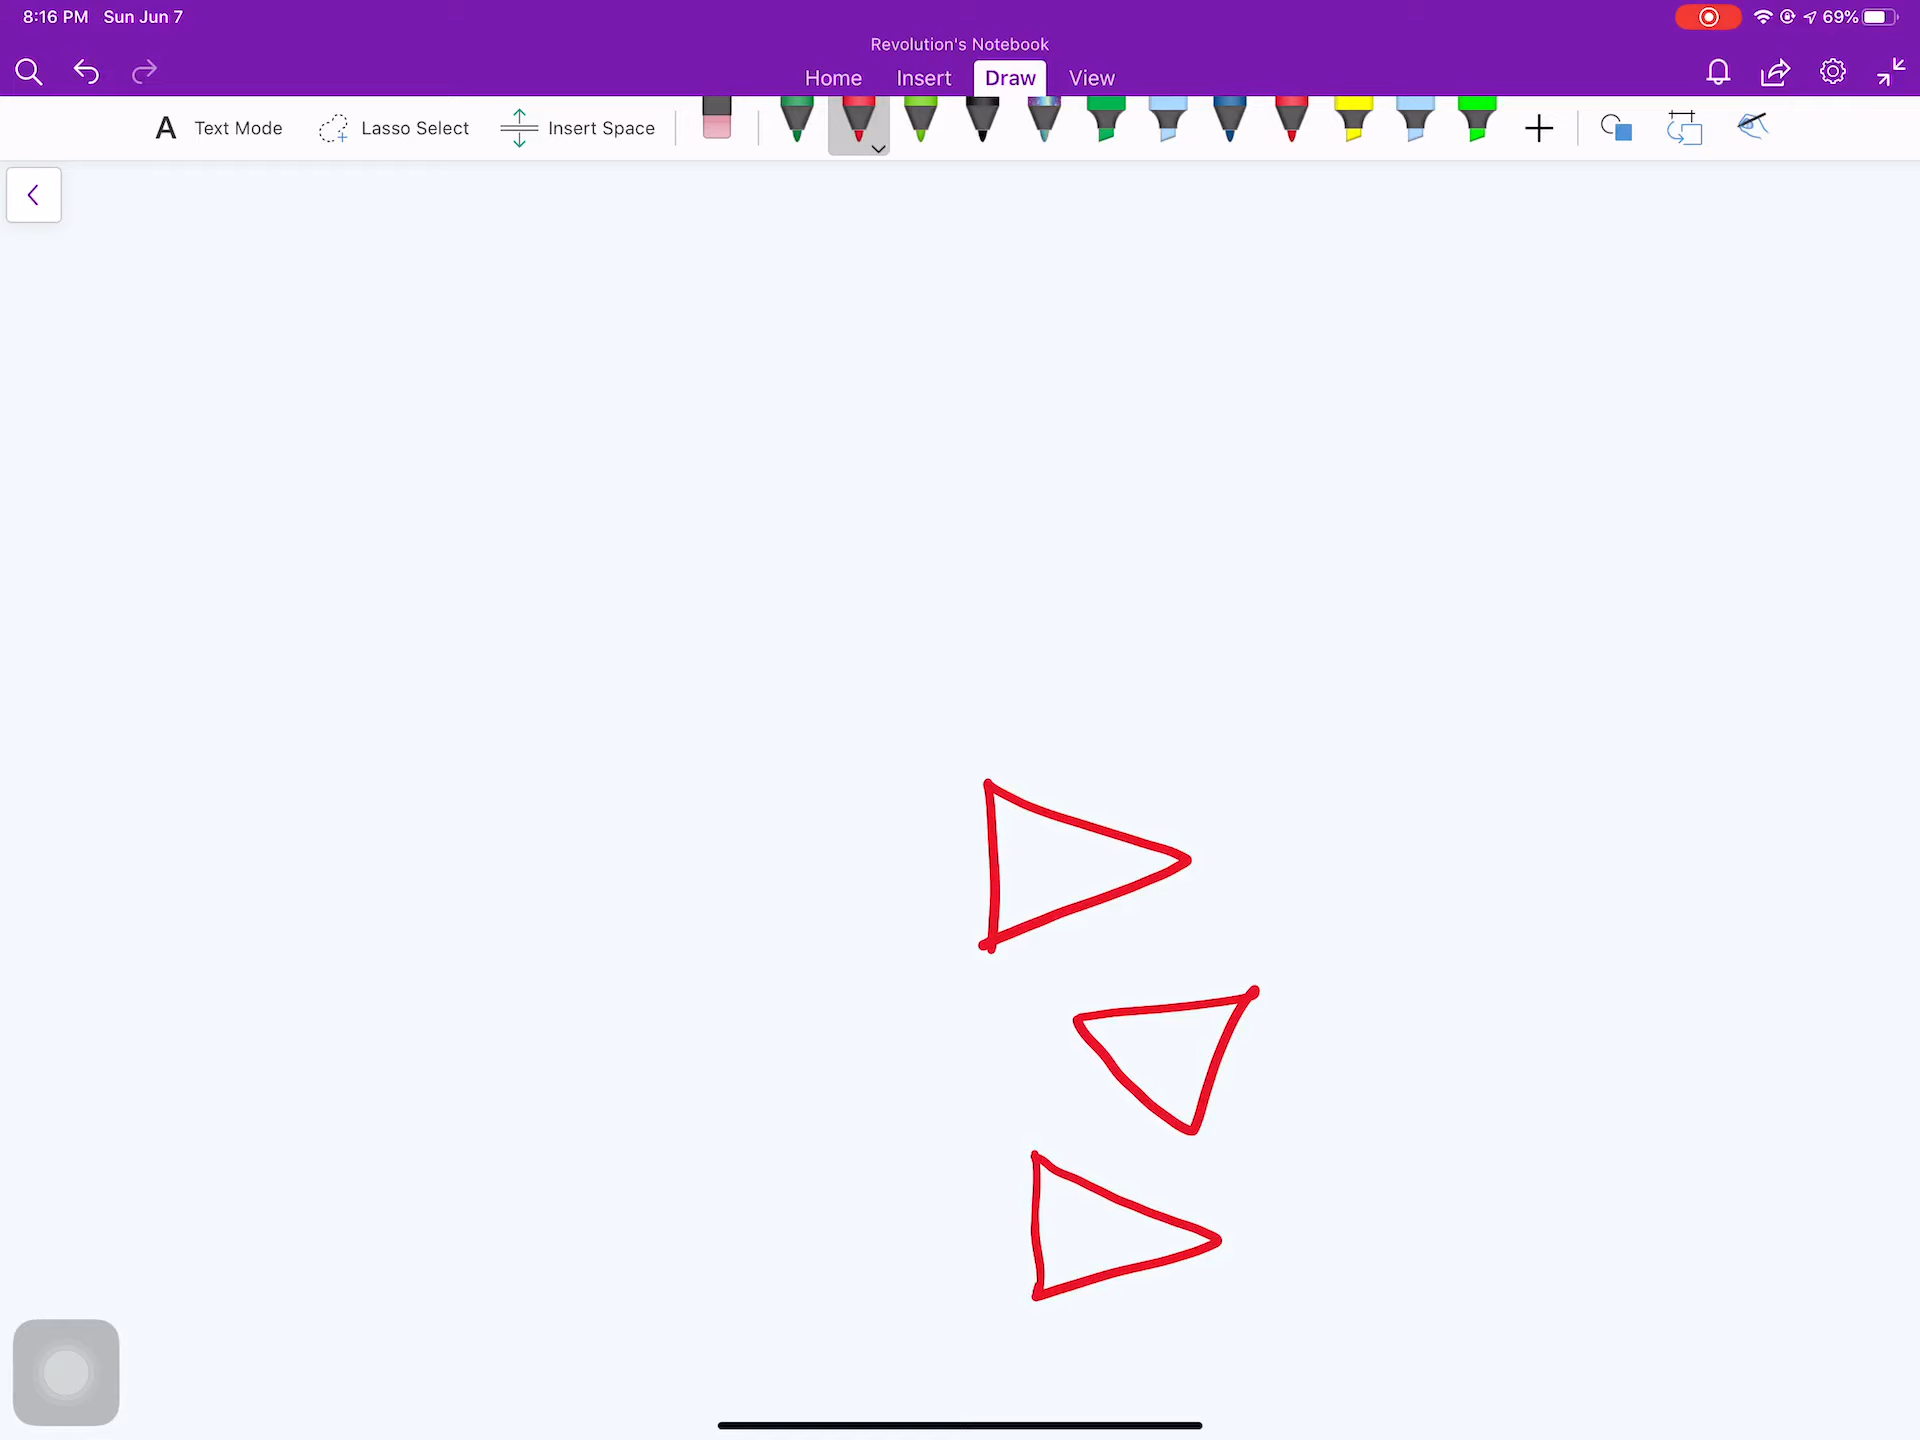 8:16 PM Sun Jun 7
69%
Revolution's Notebook
Home Insert Draw View
A Text Mode Lasso Select Insert Space